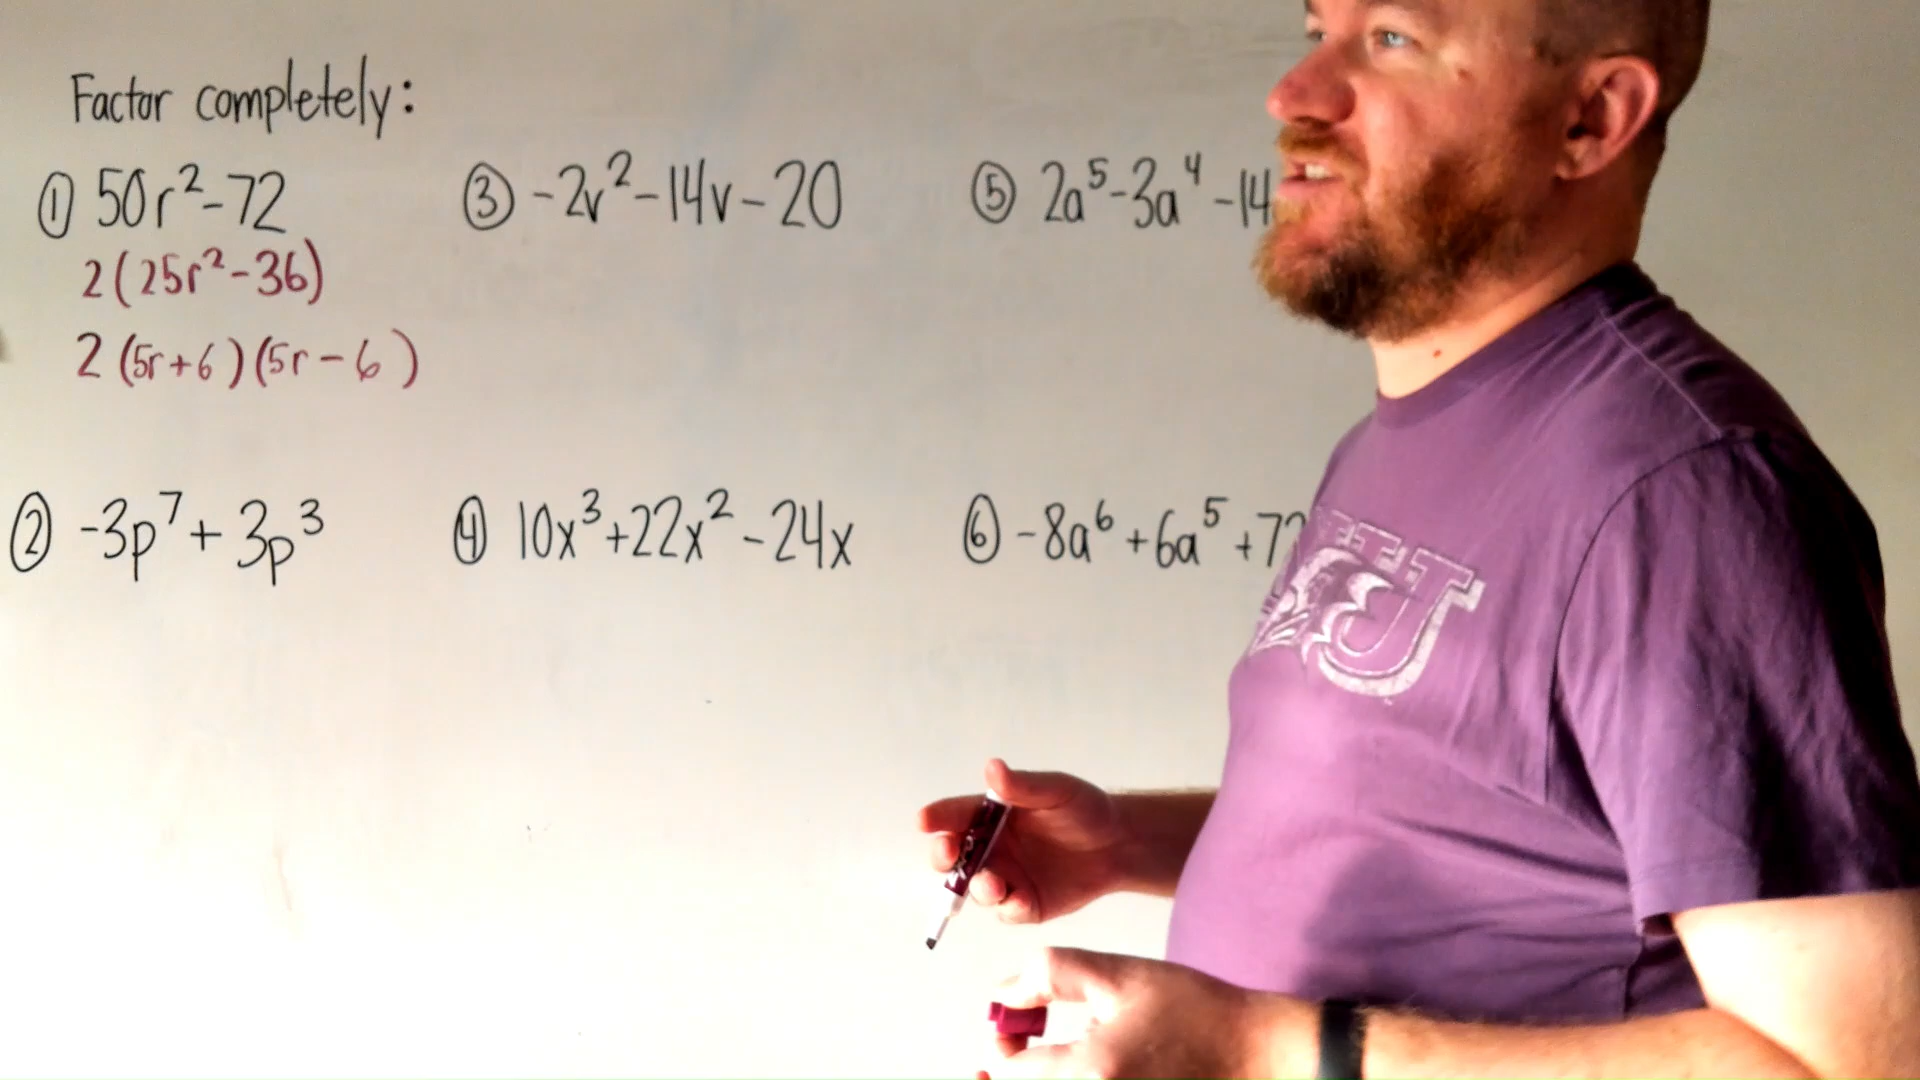 Factor completely:
① 50r²-72
2(25r²-36)
2(5r+6)(5r-6)
② -3p⁷+3p³
③ -2v²-14v-20
④ 10x³+22x²-24x
⑤ 2a⁵-3a⁴-14
⑥ -8a⁶+6a⁵+7